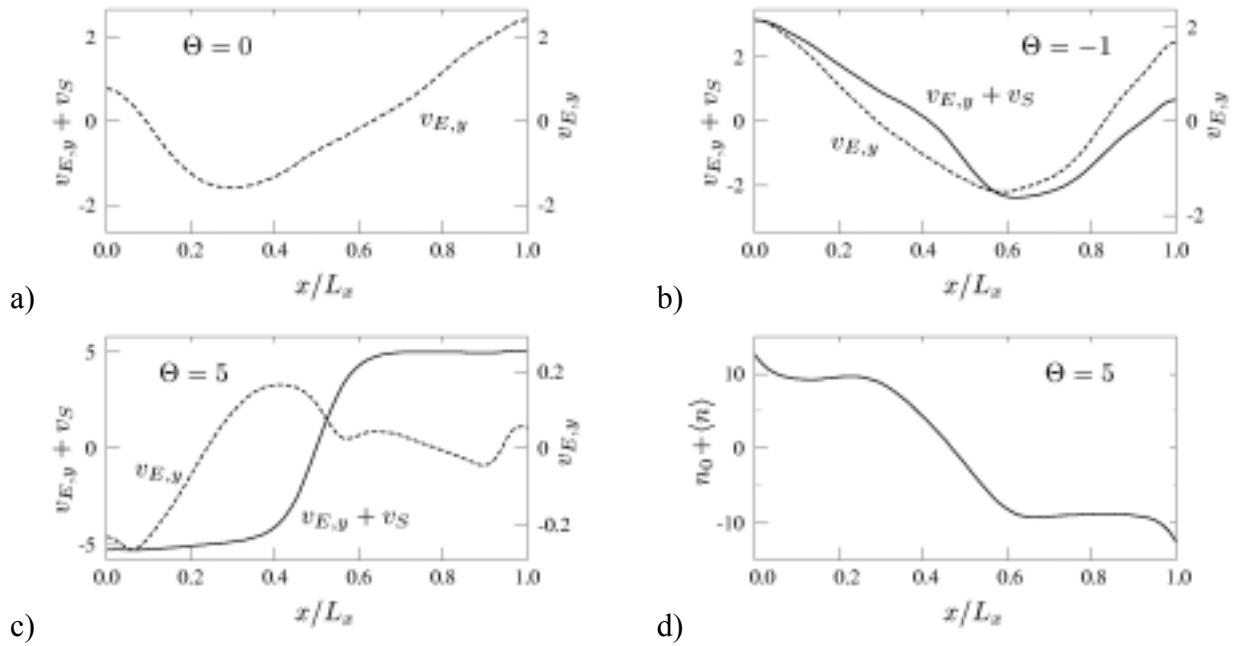 Θ = 0
v_{E,y} + v_S
2
0
-2
v_{E,y}
2
0
-2
v_{E,y}
0.0 0.2 0.4 0.6 0.8 1.0
x/L_x
a)
Θ = −1
v_{E,y} + v_S
2
0
-2
v_{E,y} + v_S
v_{E,y}
2
0
-2
v_{E,y}
0.0 0.2 0.4 0.6 0.8 1.0
x/L_x
b)
Θ = 5
v_{E,y} + v_S
5
0
-5
v_{E,y}
v_{E,y} + v_S
0.2
0
-0.2
v_{E,y}
0.0 0.2 0.4 0.6 0.8 1.0
x/L_x
c)
Θ = 5
n_0 + ⟨n⟩
10
0
-10
0.0 0.2 0.4 0.6 0.8 1.0
x/L_x
d)